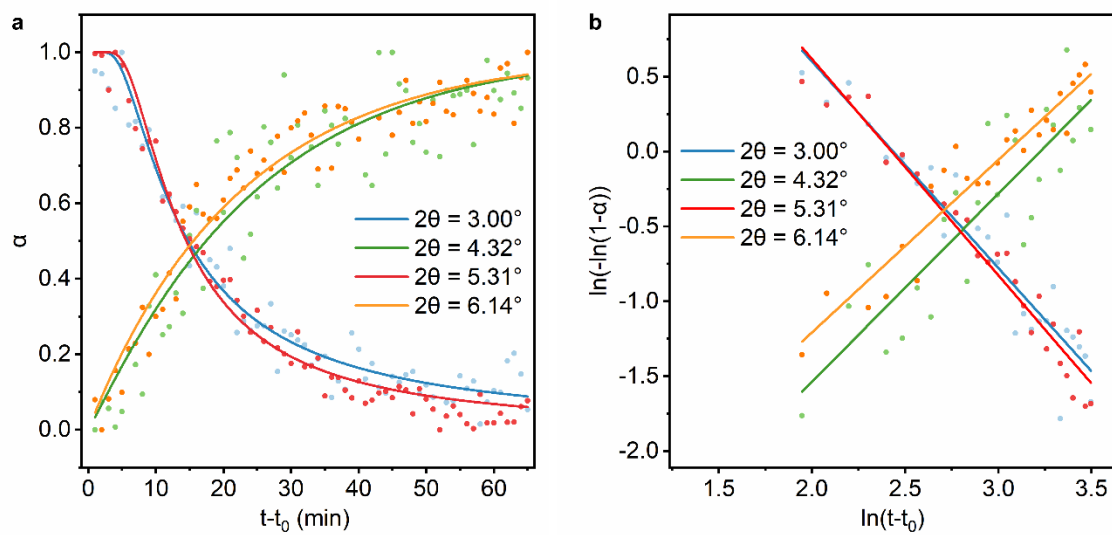 a
1.0
0.8
0.6
0.4
0.2
0.0
α
2θ = 3.00°
2θ = 4.32°
2θ = 5.31°
2θ = 6.14°
0 10 20 30 40 50 60
t-t₀ (min)
b
0.5
0.0
-0.5
-1.0
-1.5
-2.0
ln(-ln(1-α))
2θ = 3.00°
2θ = 4.32°
2θ = 5.31°
2θ = 6.14°
1.5 2.0 2.5 3.0 3.5
ln(t-t₀)